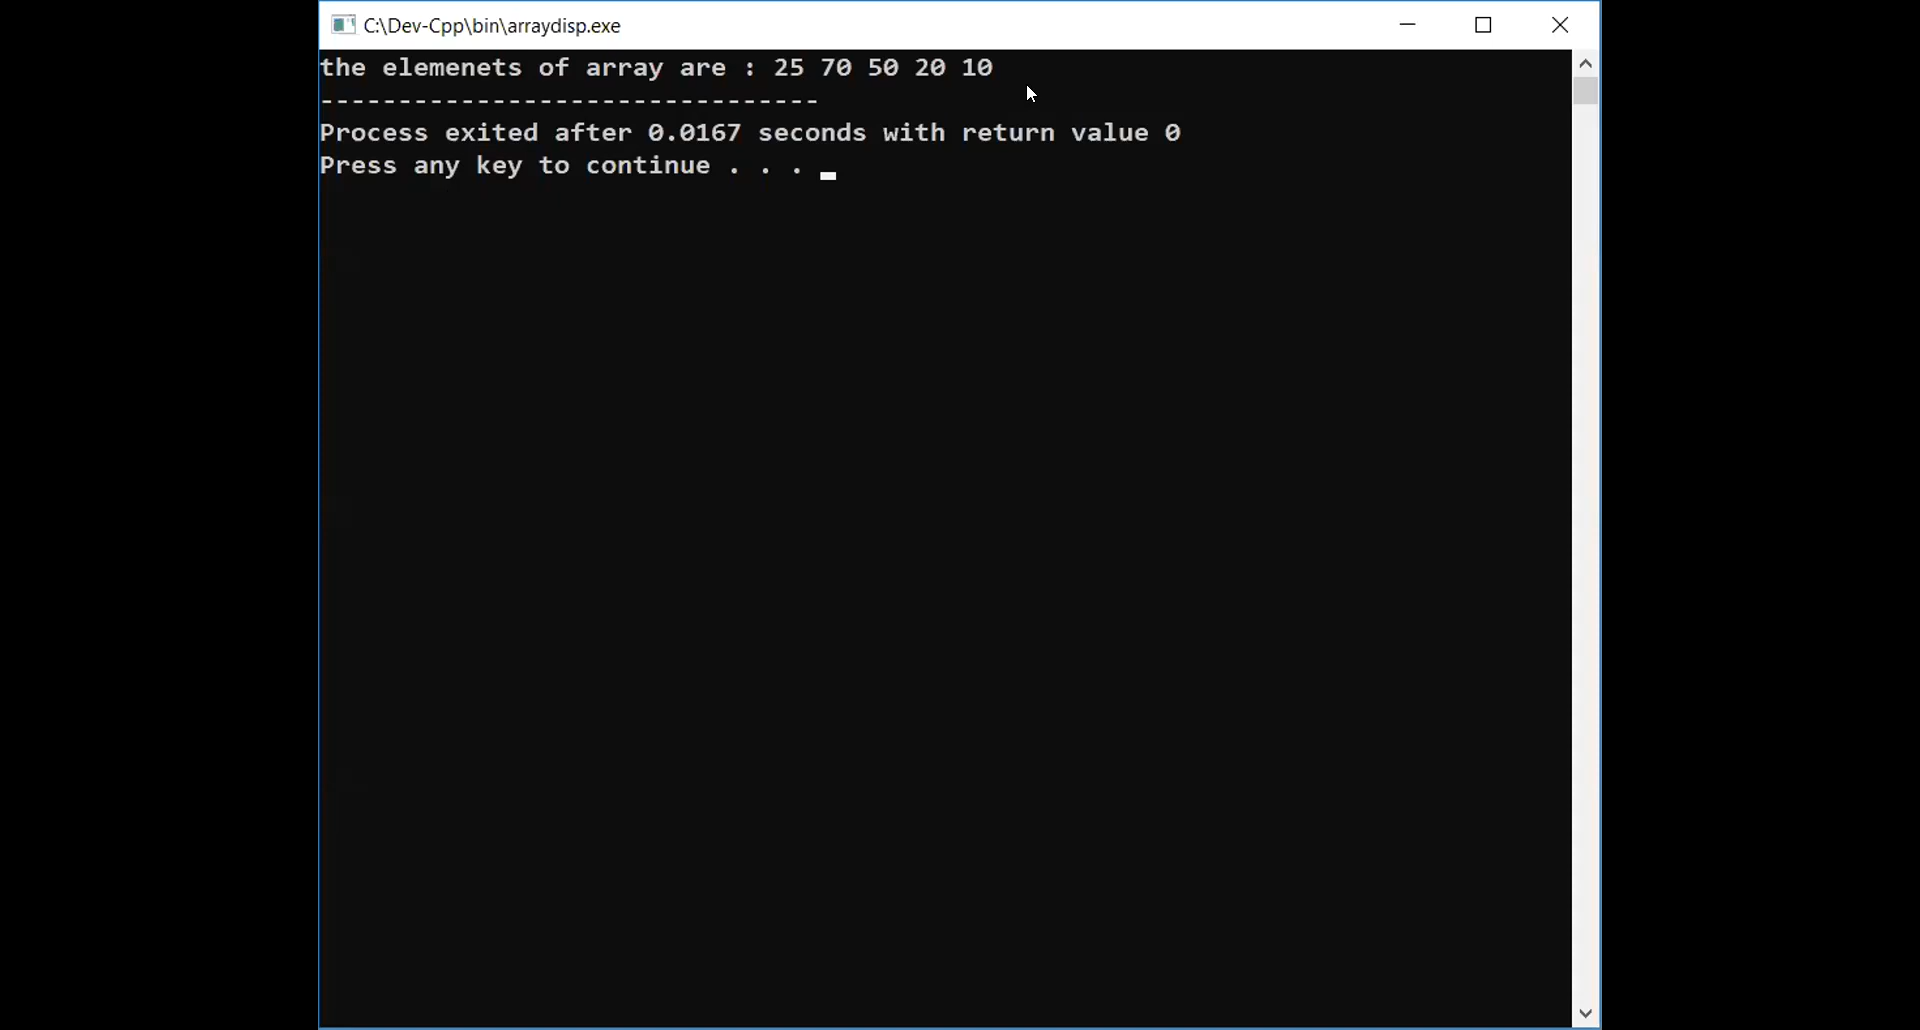 C:\Dev-Cpp\bin\arraydisp.exe
the elemenets of array are : 25 70 50 20 10
--------------------------------
Process exited after 0.0167 seconds with return value 0
Press any key to continue . . .